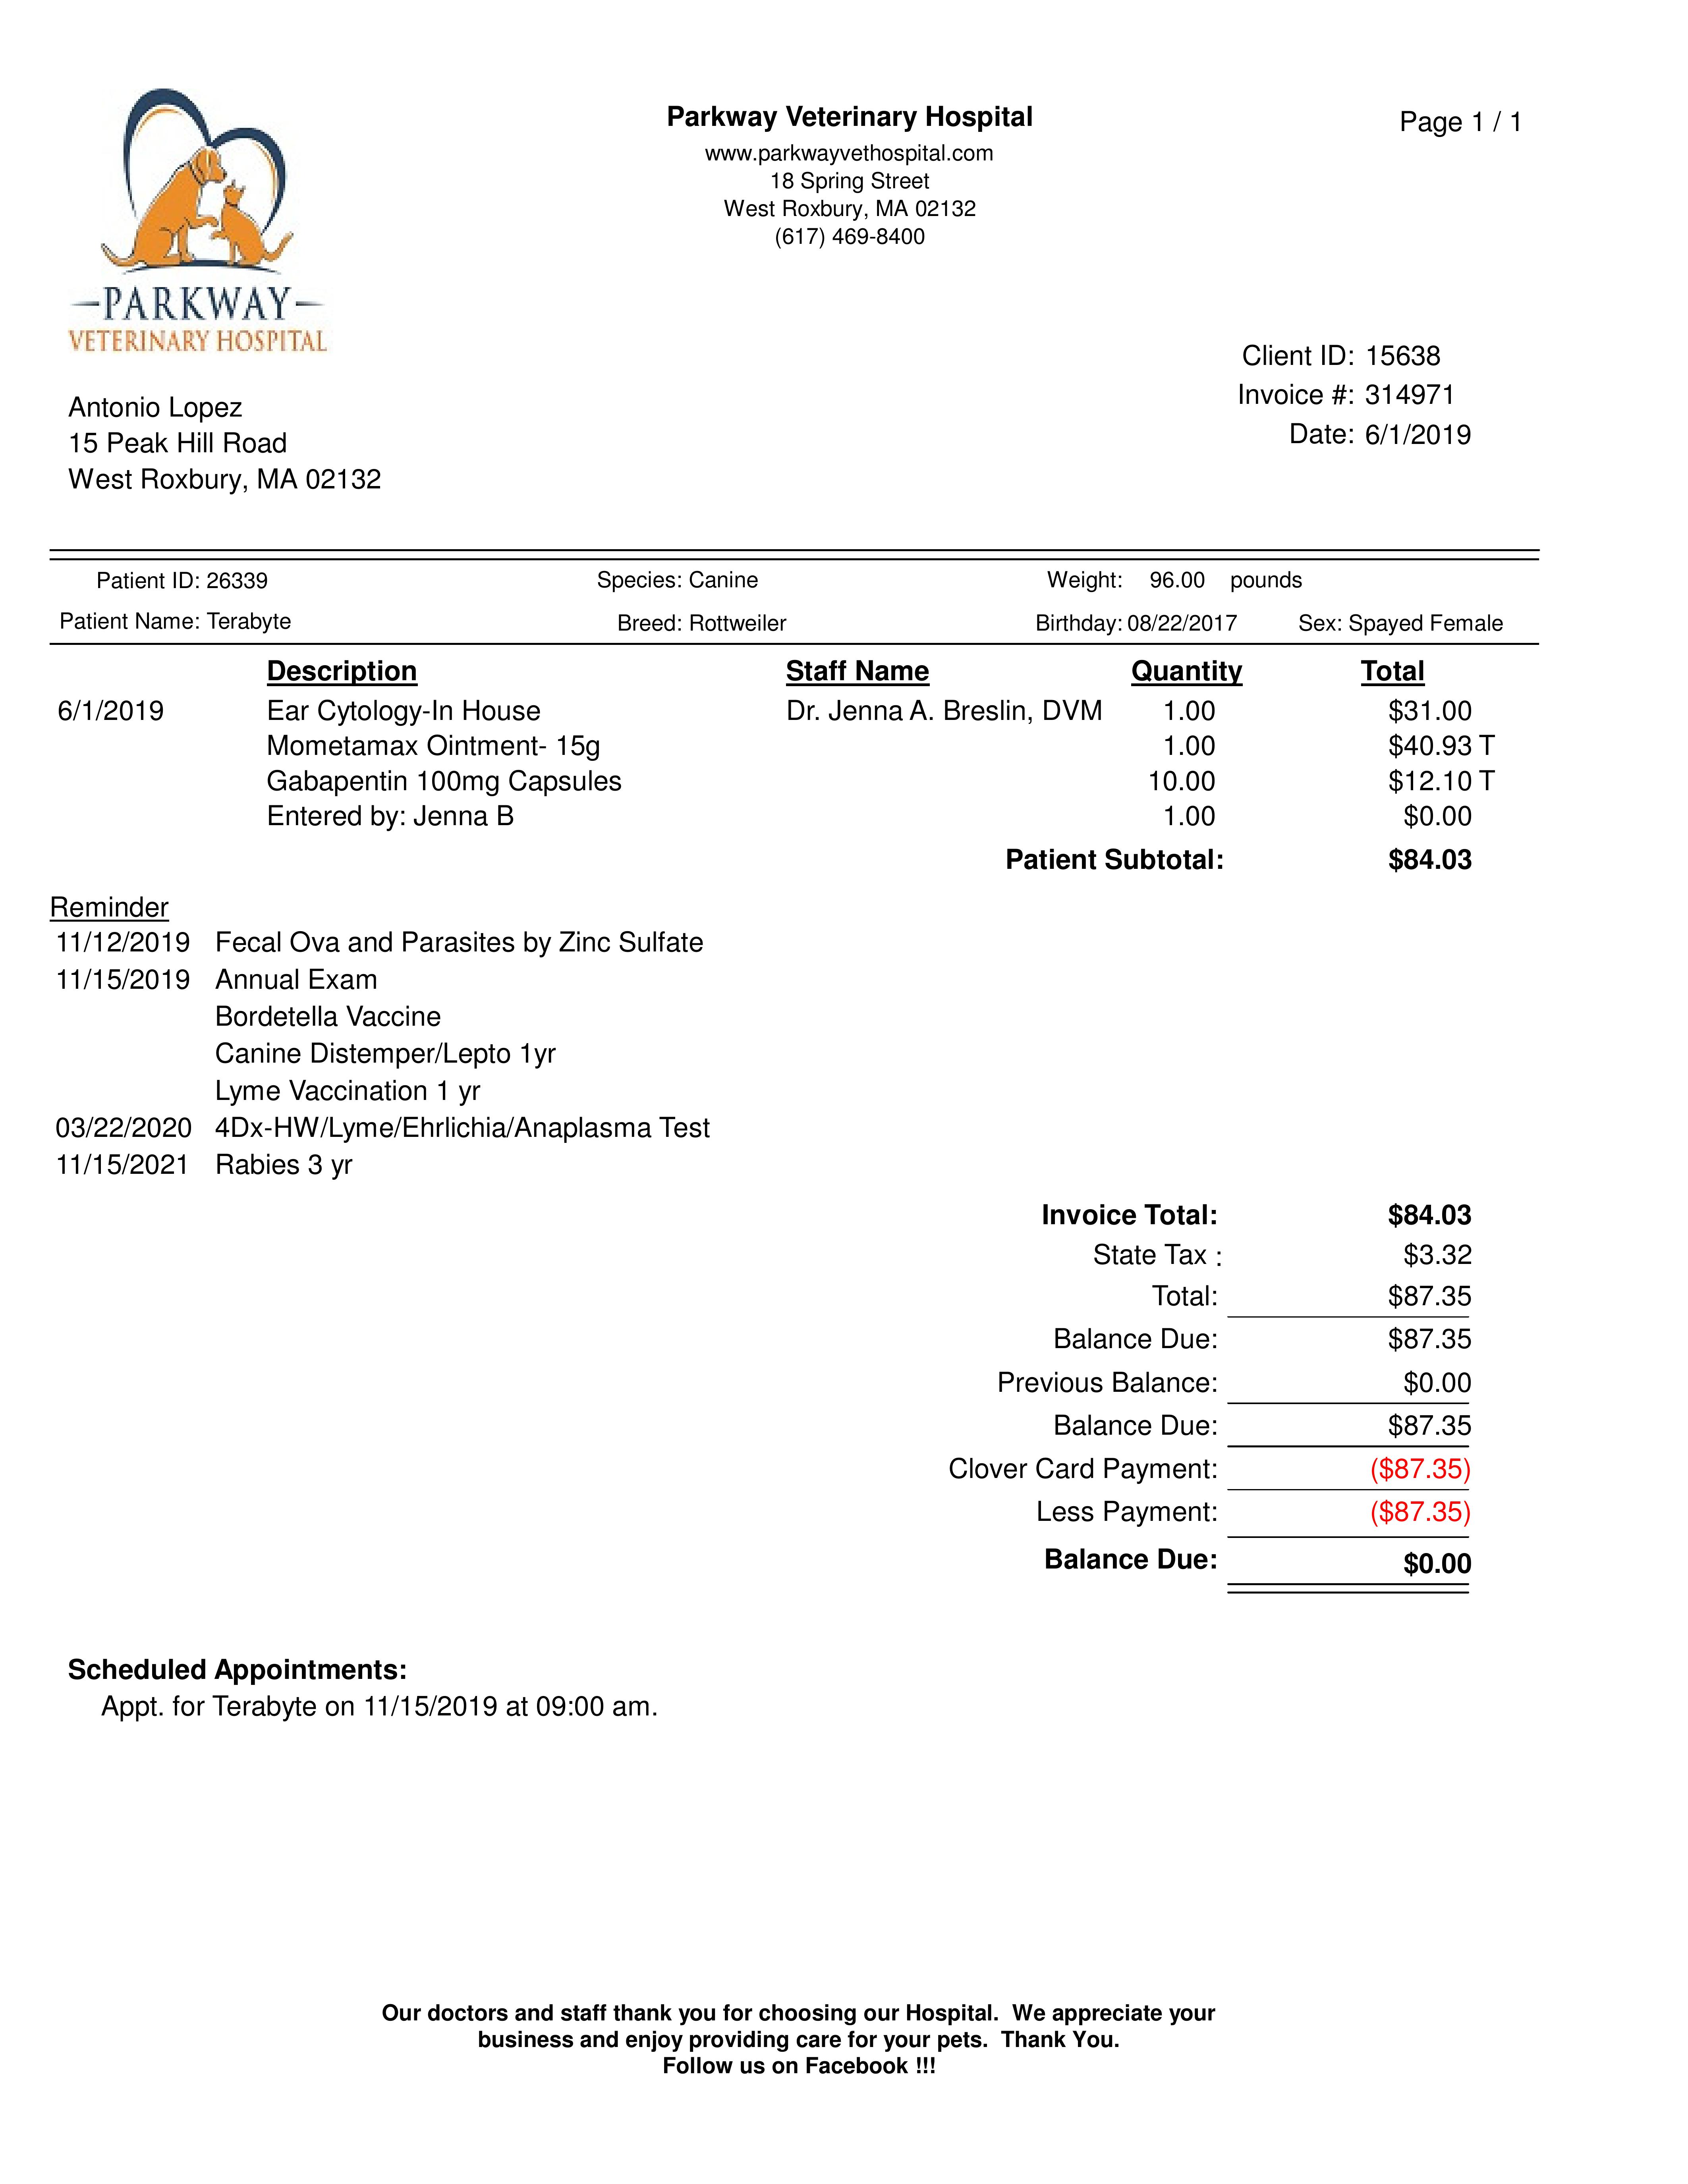 PARKWAY
VETERINARY HOSPITAL
Parkway Veterinary Hospital
www.parkwayvethospital.com
18 Spring Street
West Roxbury, MA 02132
(617) 469-8400
Page 1 / 1
Client ID: 15638
Invoice #: 314971
Date: 6/1/2019
Antonio Lopez
15 Peak Hill Road
West Roxbury, MA 02132
Patient ID: 26339 Species: Canine Weight: 96.00 pounds
Patient Name: Terabyte Breed: Rottweiler Birthday: 08/22/2017 Sex: Spayed Female
Description Staff Name Quantity Total
6/1/2019 Ear Cytology-In House Dr. Jenna A. Breslin, DVM 1.00 $31.00
Mometamax Ointment- 15g 1.00 $40.93 T
Gabapentin 100mg Capsules 10.00 $12.10 T
Entered by: Jenna B 1.00 $0.00
Patient Subtotal: $84.03
Reminder
11/12/2019 Fecal Ova and Parasites by Zinc Sulfate
11/15/2019 Annual Exam
Bordetella Vaccine
Canine Distemper/Lepto 1yr
Lyme Vaccination 1 yr
03/22/2020 4Dx-HW/Lyme/Ehrlichia/Anaplasma Test
11/15/2021 Rabies 3 yr
Invoice Total: $84.03
State Tax : $3.32
Total: $87.35
Balance Due: $87.35
Previous Balance: $0.00
Balance Due: $87.35
Clover Card Payment: ($87.35)
Less Payment: ($87.35)
Balance Due: $0.00
Scheduled Appointments:
Appt. for Terabyte on 11/15/2019 at 09:00 am.
Our doctors and staff thank you for choosing our Hospital. We appreciate your
business and enjoy providing care for your pets. Thank You.
Follow us on Facebook !!!